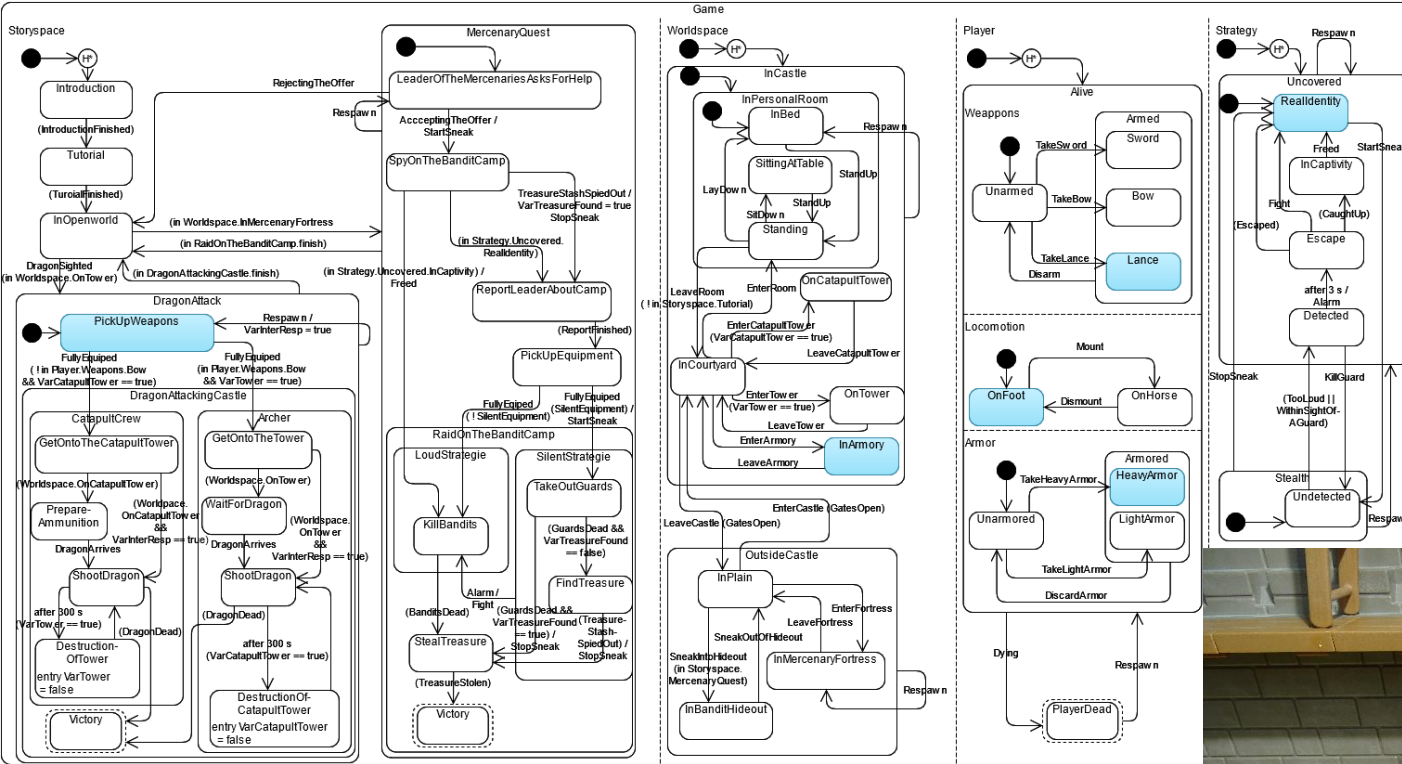 Game
Storyspace
H*
Introduction
(IntroductionFinished)
Tutorial
(TuroialFinished)
InOpenworld
DragonSighted
(in Worldspace.OnTower)
(in DragonAttackingCastle.finish)
RejectingTheOffer
(in Worldspace.InMercenaryFortress)
(in RaidOnTheBanditCamp.finish)
DragonAttack
PickUpWeapons
Respawn /
VarInterResp = true
FullyEquiped
( ! in Player.Weapons.Bow
&& VarCatapultTower == true)
FullyEquiped
(in Player.Weapons.Bow
&& VarTower == true)
DragonAttackingCastle
CatapultCrew
GetOntoTheCatapultTower
(Worldspace.OnCatapultTower)
Prepare-
Ammunition
(Worldpace.
OnCatapultTower
&&
VarInterResp == true)
DragonArrives
ShootDragon
after 300 s
(VarTower == true)
(DragonDead)
Destruction-
OfTower
entry VarTower
= false
Victory
Archer
GetOntoTheTower
(Worldspace.OnTower)
WaitForDragon
(Worldspace.
OnTower
&&
VarInterResp == true)
DragonArrives
ShootDragon
(DragonDead)
after 300 s
(VarCatapultTower == true)
DestructionOf-
CatapultTower
entry VarCatapultTower
= false
MercenaryQuest
LeaderOfTheMercenariesAsksForHelp
Respawn
AccceptingTheOffer /
StartSneak
SpyOnTheBanditCamp
TreasureStashSpiedOut /
VarTreasureFound = true
StopSneak
(in Strategy.Uncovered.
RealIdentity)
(in Strategy.Uncovered.InCaptivity) /
Freed
ReportLeaderAboutCamp
(ReportFinished)
PickUpEquipment
FullyEqiped
( ! SilentEquipment)
FullyEquiped
(SilentEquipment) /
StartSneak
RaidOnTheBanditCamp
LoudStrategie
KillBandits
SilentStrategie
TakeOutGuards
(GuardsDead &&
VarTreasureFound
== false)
FindTreasure
Alarm /
Fight
(BanditsDead)
(GuardsDead &&
VarTreasureFound
== true) /
StopSneak
(Treasure-
Stash-
SpiedOut) /
StopSneak
StealTreasure
(TreasureStolen)
Victory
Worldspace
H*
InCastle
InPersonalRoom
InBed
Respawn
SittingAtTable
StandUp
LayDown
SitDown
StandUp
Standing
LeaveRoom
( ! in.Storyspace.Tutorial)
EnterRoom
OnCatapultTower
EnterCatapultTower
(VarCatapultTower == true)
LeaveCatapultTower
InCourtyard
EnterTower
(VarTower == true)
OnTower
LeaveTower
EnterArmory
InArmory
LeaveArmory
LeaveCastle (GatesOpen)
EnterCastle (GatesOpen)
OutsideCastle
InPlain
EnterFortress
LeaveFortress
SneakOutOfHideout
SneakIntoHideout
(in Storyspace.
MercenaryQuest)
InMercenaryFortress
Respawn
InBanditHideout
Player
H*
Alive
Weappons
Armed
TakeSword
Sword
Unarmed
TakeBow
Bow
TakeLance
Lance
Disarm
Locomotion
Mount
OnFoot
Dismount
OnHorse
Armor
Armored
TakeHeavyArmor
HeavyArmor
Unarmored
LightArmor
TakeLightArmor
DiscardArmor
Dying
Respawn
PlayerDead
Strategy
H*
Respawn
Uncovered
RealIdentity
Freed
StartSneak
InCaptivity
Fight
(CaughtUp)
(Escaped)
Escape
after 3 s /
Alarm
Detected
StopSneak
KillGuard
(TooLoud ||
WithinSightOf-
AGuard)
Stealth
Undetected
Respaw